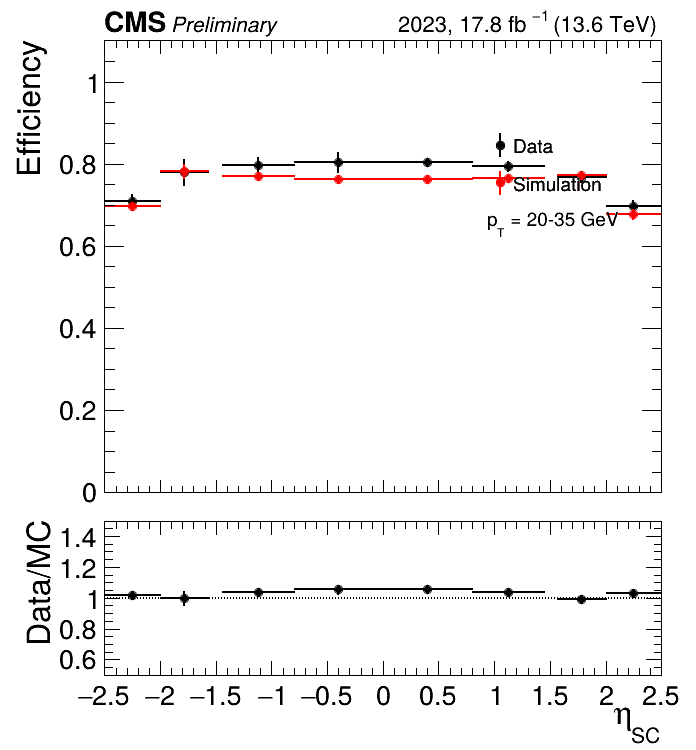 CMS Preliminary 2023, 17.8 fb⁻¹ (13.6 TeV)
Efficiency
1
0.8
0.6
0.4
0.2
0
Data
Simulation
p_T = 20-35 GeV
Data/MC
1.4
1.2
1
0.8
0.6
−2.5 −2 −1.5 −1 −0.5 0 0.5 1 1.5 2 2.5
η_SC